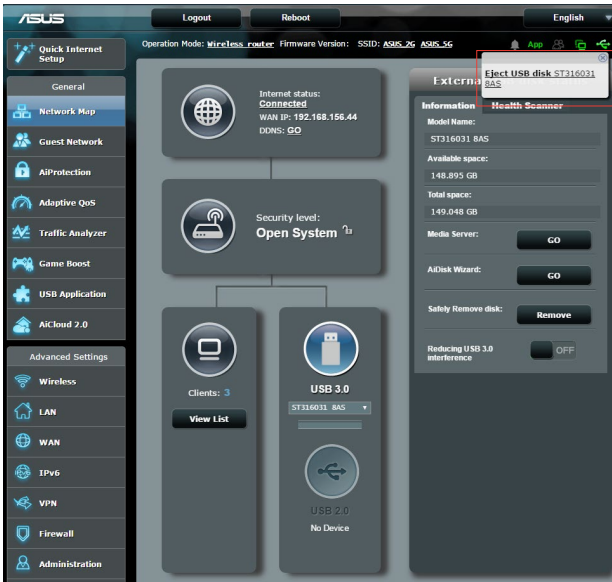 ASUS
Logout
Reboot
English
Quick Internet
Setup
Operation Mode: Wireless router Firmware Version: SSID: ASUS_2G ASUS_5G
App
Eject USB disk ST316031
8AS
General
Network Map
Guest Network
AiProtection
Adaptive QoS
Traffic Analyzer
Game Boost
USB Application
AiCloud 2.0
Advanced Settings
Wireless
LAN
WAN
IPv6
VPN
Firewall
Administration
Internet status:
Connected
WAN IP: 192.168.156.44
DDNS: GO
Security level:
Open System
Clients: 3
View List
USB 3.0
ST316031 8AS
USB 2.0
No Device
Information
Health Scanner
Model Name:
ST316031 8AS
Available space:
148.895 GB
Total space:
149.048 GB
Media Server:
GO
AiDisk Wizard:
GO
Safely Remove disk:
Remove
Reducing USB 3.0
interference
OFF